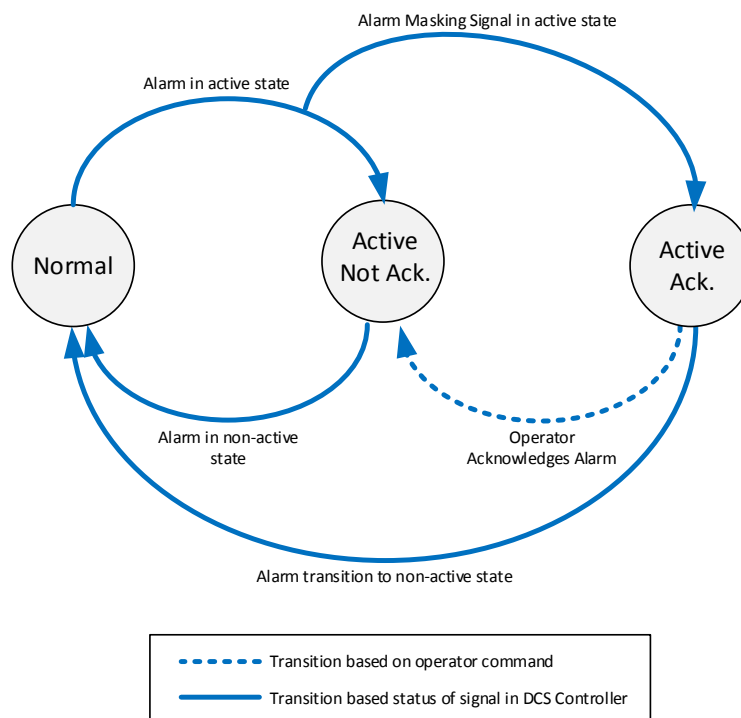 Alarm Masking Signal in active state
Alarm in active state
Normal
Active
Not Ack.
Active
Ack.
Alarm in non-active
state
Operator
Acknowledges Alarm
Alarm transition to non-active state
Transition based on operator command
Transition based status of signal in DCS Controller